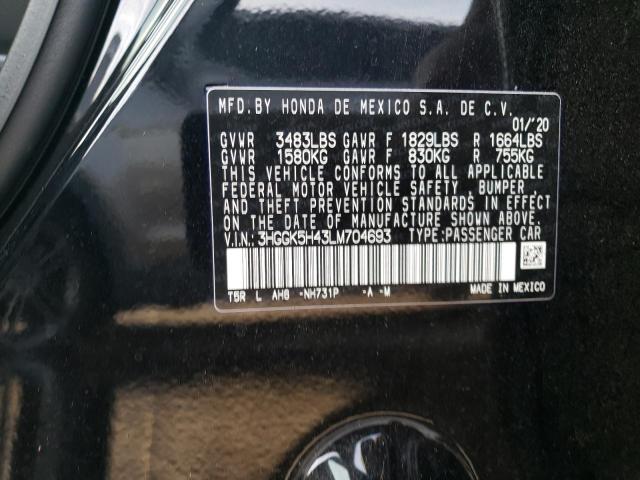 MFD. BY HONDA DE MEXICO S.A. DE C.V.
01/'20
GVWR 3483LBS GAWR F 1829LBS R 1664LBS
GVWR 1580KG GAWR F 830KG R 755KG
THIS VEHICLE CONFORMS TO ALL APPLICABLE
FEDERAL MOTOR VEHICLE SAFETY, BUMPER
AND THEFT PREVENTION STANDARDS IN EFFECT
ON THE DATE OF MANUFACTURE SHOWN ABOVE.
V.I.N.: 3HGGK5H43LM704693 TYPE: PASSENGER CAR
T5R L AHG -NH731P -A -M MADE IN MEXICO